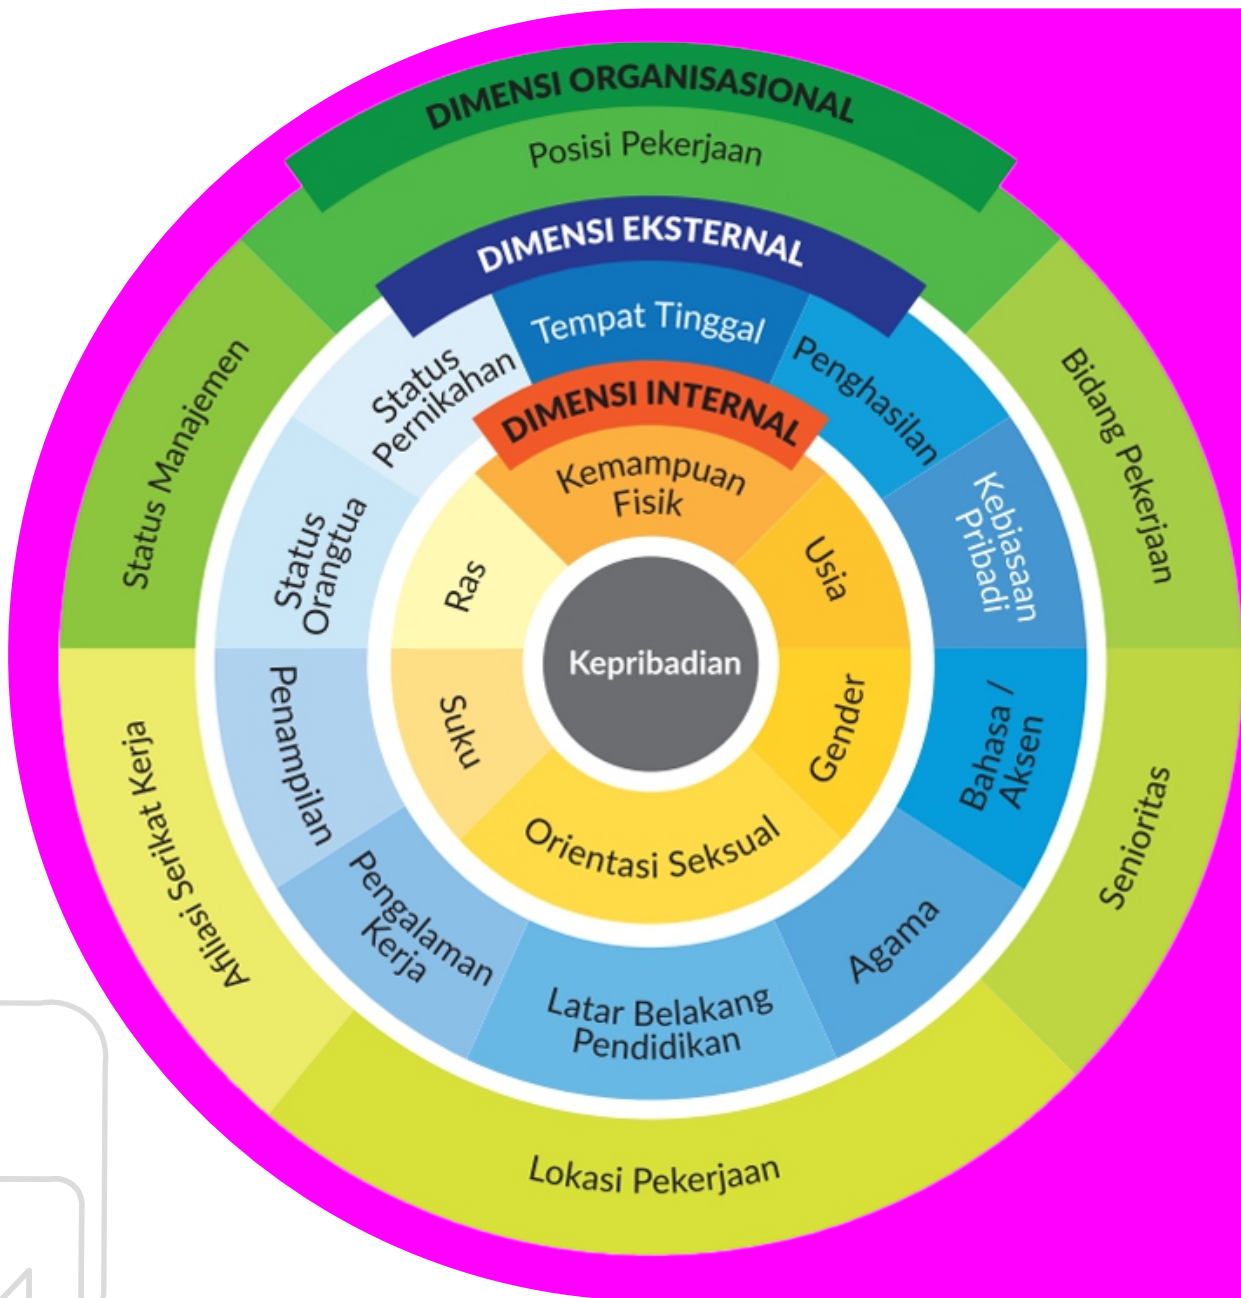 DIMENSI ORGANISASIONAL
Posisi Pekerjaan
Bidang Pekerjaan
Senioritas
Lokasi Pekerjaan
Afiliasi Serikat Kerja
Status Manajemen
DIMENSI EKSTERNAL
Tempat Tinggal
Penghasilan
Kebiasaan
Pribadi
Bahasa /
Aksen
Agama
Latar Belakang
Pendidikan
Pengalaman
Kerja
Penampilan
Status
Orangtua
Status
Pernikahan
DIMENSI INTERNAL
Kemampuan
Fisik
Usia
Gender
Orientasi Seksual
Suku
Ras
Kepribadian